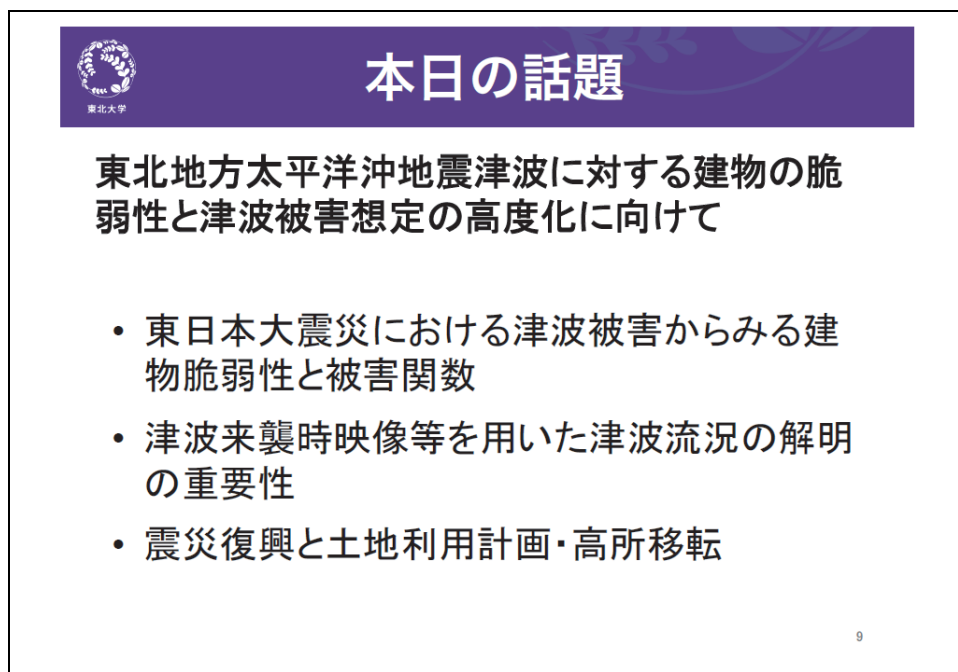 本日の話題
東北大学
東北地方太平洋沖地震津波に対する建物の脆
弱性と津波被害想定の高度化に向けて
• 東日本大震災における津波被害からみる建
物脆弱性と被害関数
• 津波来襲時映像等を用いた津波流況の解明
の重要性
• 震災復興と土地利用計画・高所移転
9